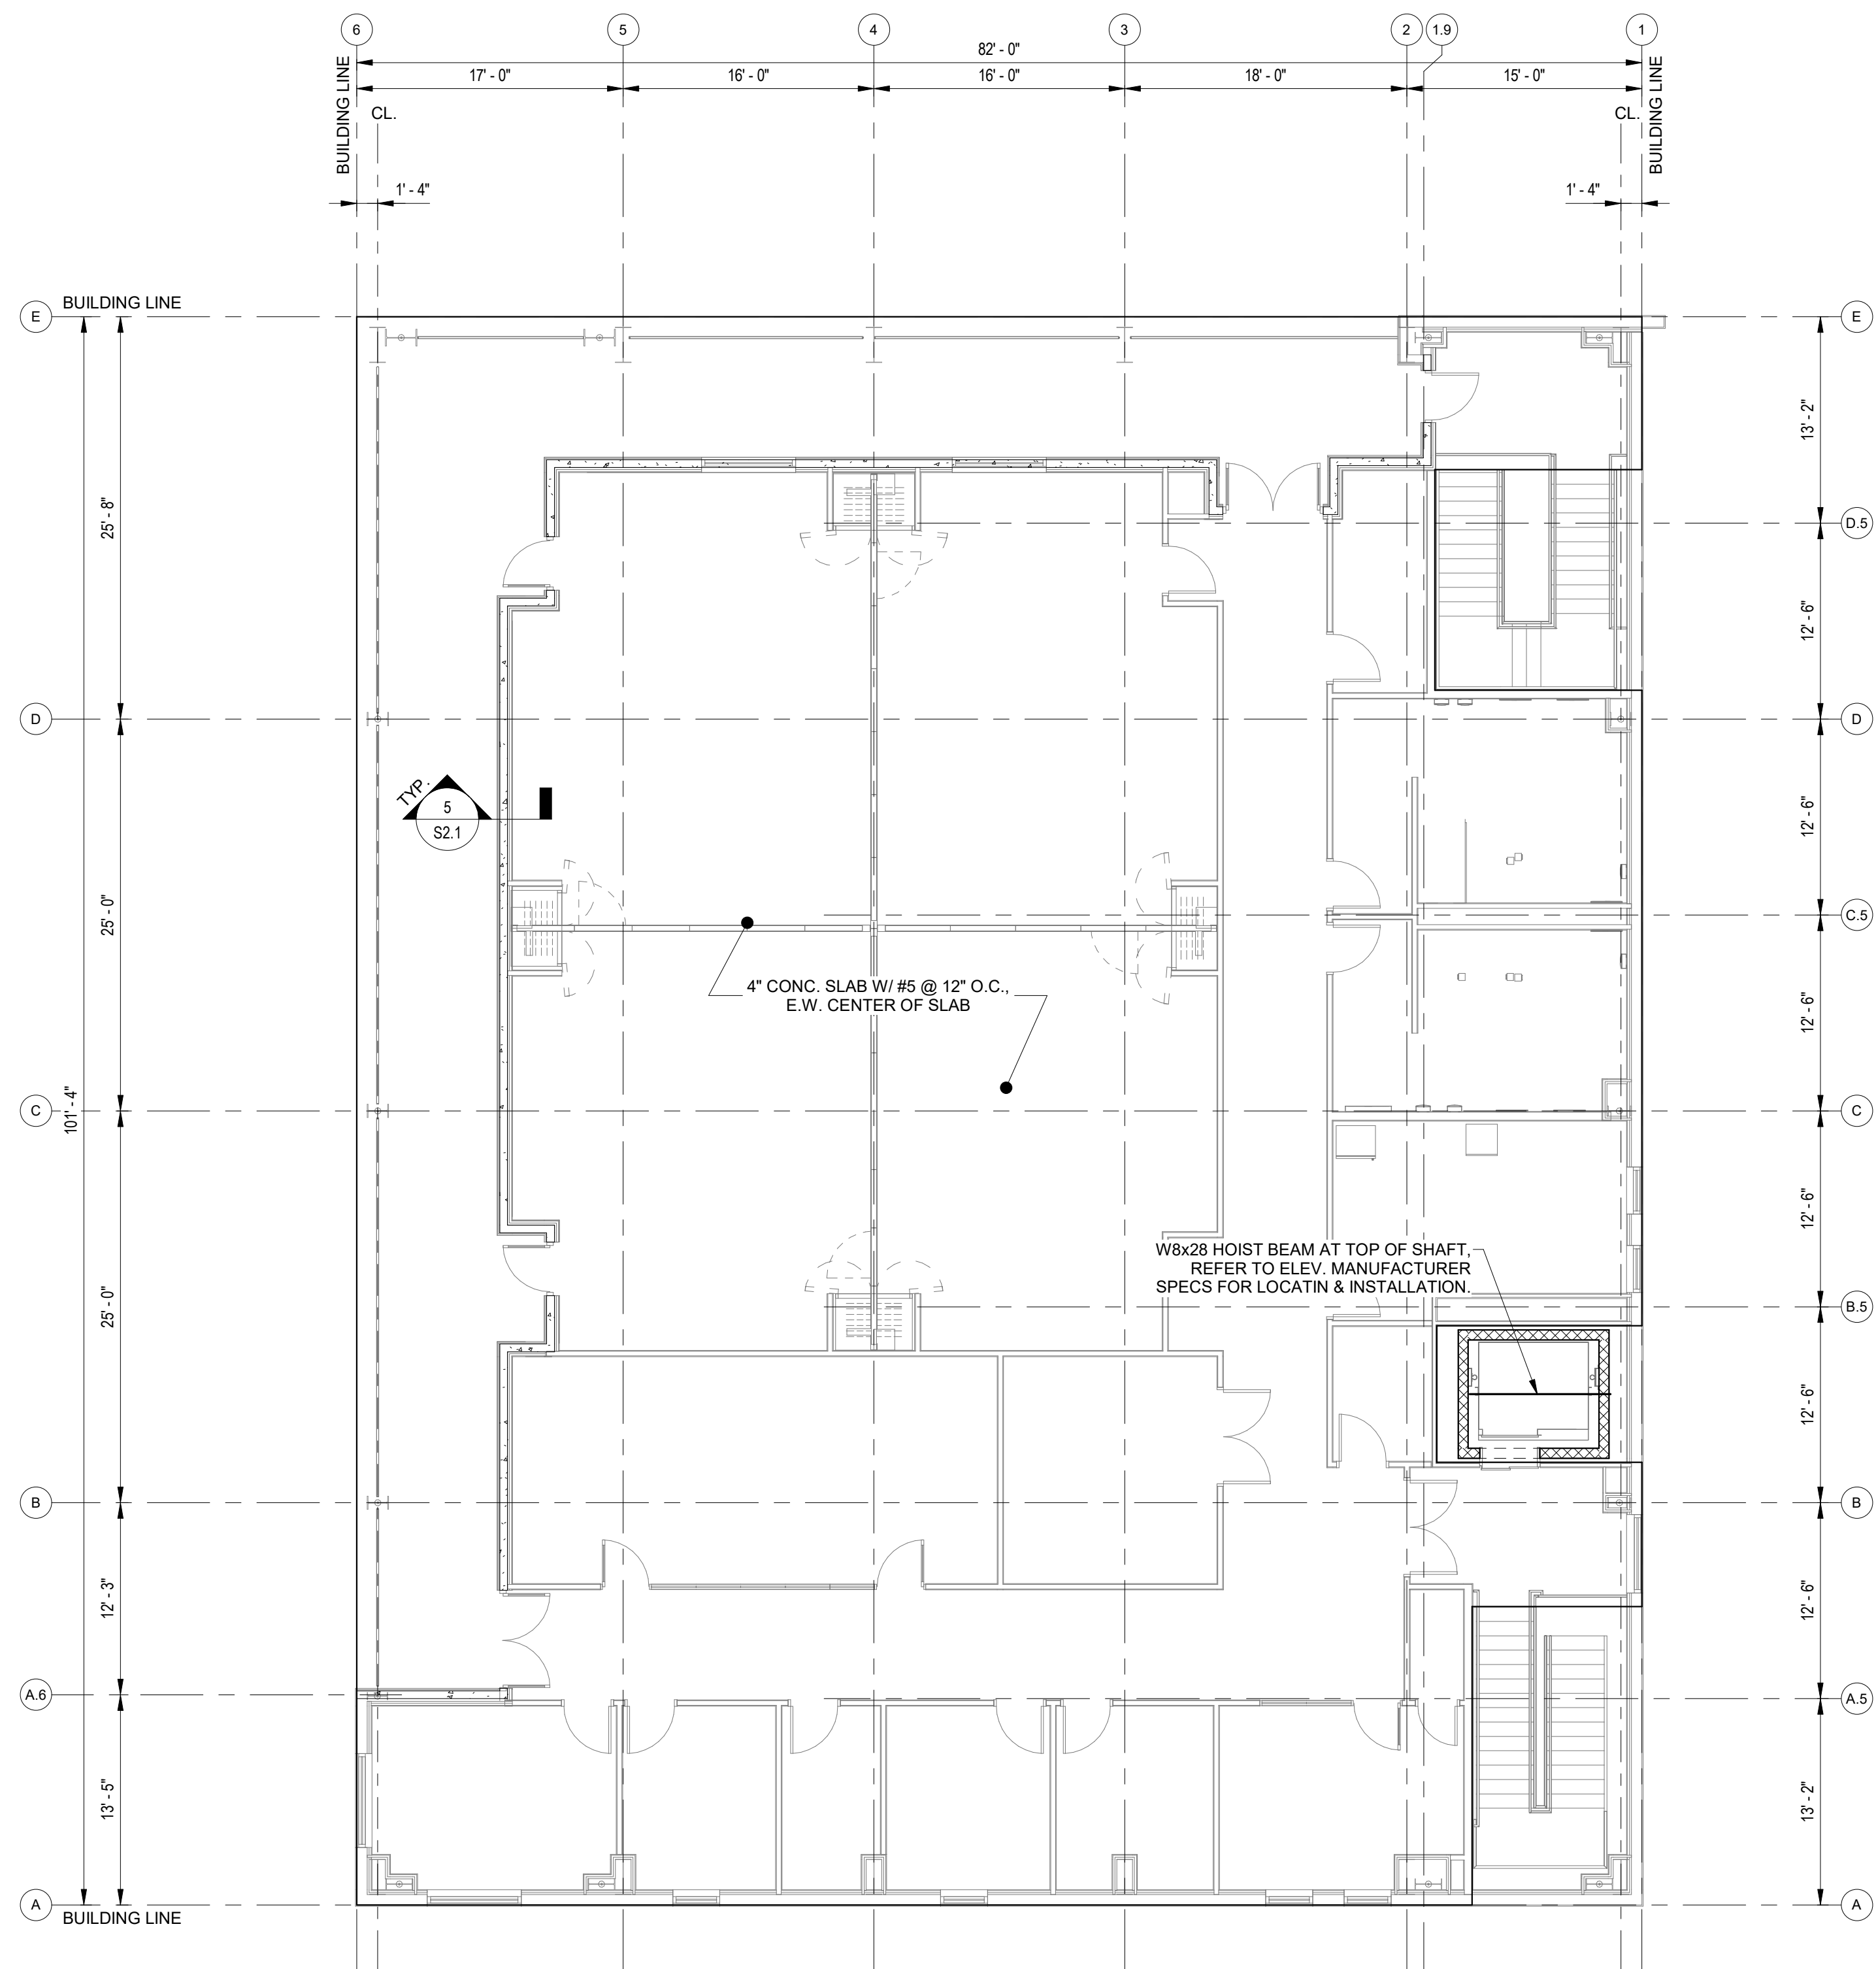 6
5
4
3
2
1.9
1
82' - 0"
17' - 0"
16' - 0"
16' - 0"
18' - 0"
15' - 0"
BUILDING LINE
CL.
1' - 4"
CL.
BUILDING LINE
1' - 4"
E
BUILDING LINE
E
13' - 2"
25' - 8"
D.5
12' - 6"
D
D
TYP.
5
S2.1
12' - 6"
25' - 0"
C.5
4" CONC. SLAB W/ #5 @ 12" O.C.,
E.W. CENTER OF SLAB
12' - 6"
C
101' - 4"
C
12' - 6"
W8x28 HOIST BEAM AT TOP OF SHAFT,
REFER TO ELEV. MANUFACTURER
SPECS FOR LOCATIN & INSTALLATION.
25' - 0"
B.5
12' - 6"
B
B
12' - 3"
12' - 6"
A.6
A.5
13' - 5"
13' - 2"
A
BUILDING LINE
A